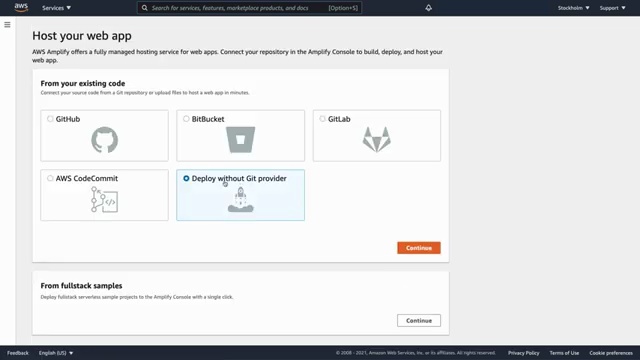 aws Services ▼ Search for services, features, marketplace products, and docs [Option+S] Stockholm ▼ Support ▼
Host your web app
AWS Amplify offers a fully managed hosting service for web apps. Connect your repository in the Amplify Console to build, deploy, and host your
web app.
From your existing code
Connect your source code from a Git repository or upload files to host a web app in minutes.
GitHub BitBucket GitLab
AWS CodeCommit Deploy without Git provider
Continue
From fullstack samples
Deploy fullstack serverless sample projects to the Amplify Console with a single click.
Continue
Feedback English (US) ▼ © 2008 - 2021, Amazon Web Services, Inc. or its affiliates. All rights reserved. Privacy Policy Terms of Use Cookie preferences